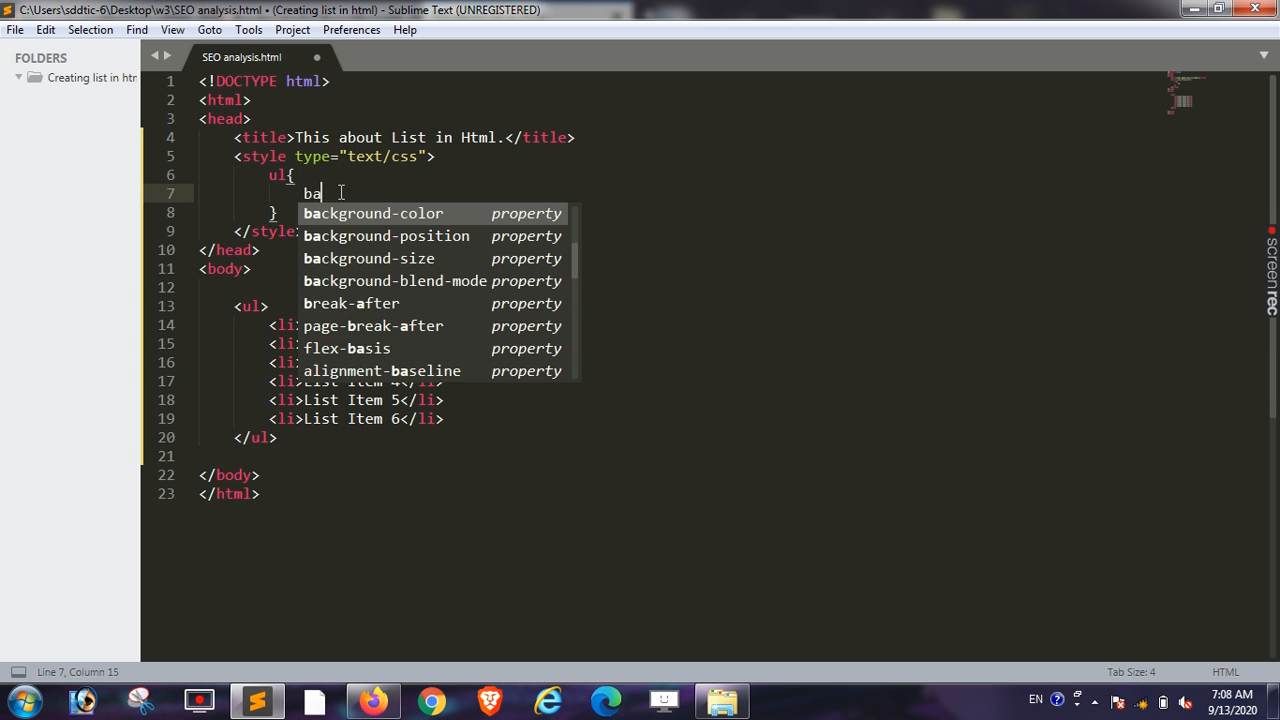 C:\Users\sddtic-6\Desktop\w3\SEO analysis.html • (Creating list in html) - Sublime Text (UNREGISTERED)
File Edit Selection Find View Goto Tools Project Preferences Help
FOLDERS
Creating list in htr
SEO analysis.html
1 <!DOCTYPE html>
2 <html>
3 <head>
4 <title>This about List in Html.</title>
5 <style type="text/css">
6 ul{
7 ba
8 }
9 </style
10 </head>
11 <body>
12
13 <ul>
14 <li
15 <li
16 <li
17 <li>List Item 4</li>
18 <li>List Item 5</li>
19 <li>List Item 6</li>
20 </ul>
21
22 </body>
23 </html>
background-color property
background-position property
background-size property
background-blend-mode property
break-after property
page-break-after property
flex-basis property
alignment-baseline property
screenrec
Line 7, Column 15
Tab Size: 4
HTML
EN
7:08 AM
9/13/2020